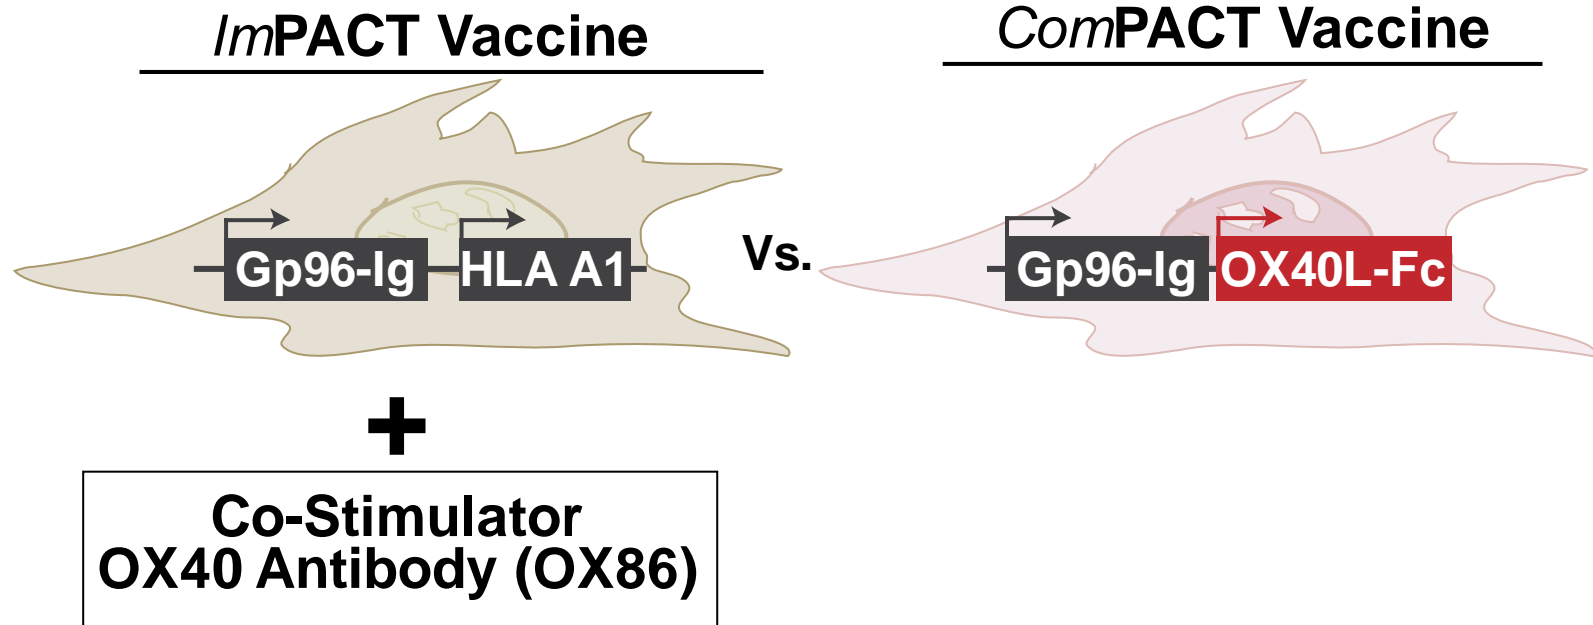 ImPACT Vaccine
ComPACT Vaccine
Gp96-Ig
HLA A1
Vs.
Gp96-Ig
OX40L-Fc
+
Co-Stimulator
OX40 Antibody (OX86)